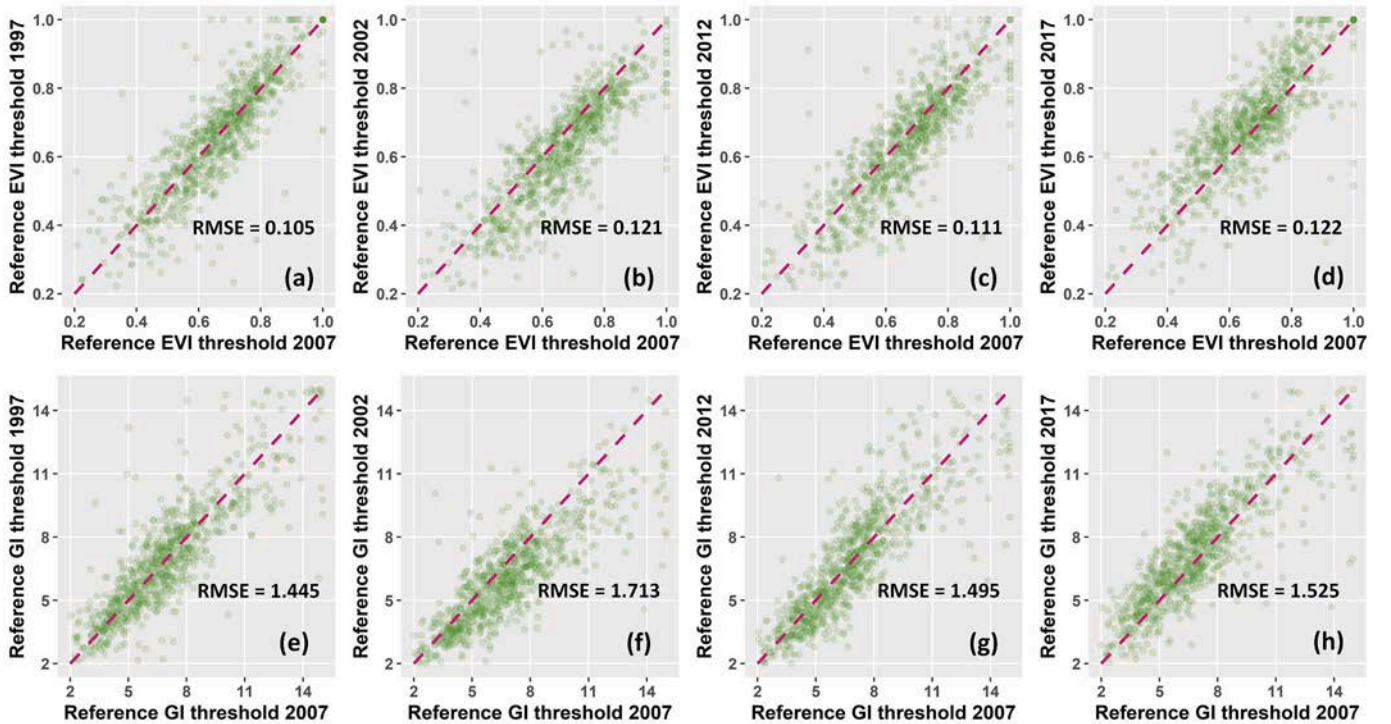 Reference EVI threshold 1997
1.0
0.8
0.6
0.4
0.2
RMSE = 0.105
(a)
0.2 0.4 0.6 0.8 1.0
Reference EVI threshold 2007
Reference EVI threshold 2002
1.0
0.8
0.6
0.4
0.2
RMSE = 0.121
(b)
0.2 0.4 0.6 0.8 1.0
Reference EVI threshold 2007
Reference EVI threshold 2012
1.0
0.8
0.6
0.4
0.2
RMSE = 0.111
(c)
0.2 0.4 0.6 0.8 1.0
Reference EVI threshold 2007
Reference EVI threshold 2017
1.0
0.8
0.6
0.4
0.2
RMSE = 0.122
(d)
0.2 0.4 0.6 0.8 1.0
Reference EVI threshold 2007
Reference GI threshold 1997
14
11
8
5
2
RMSE = 1.445
(e)
2 5 8 11 14
Reference GI threshold 2007
Reference GI threshold 2002
14
11
8
5
2
RMSE = 1.713
(f)
2 5 8 11 14
Reference GI threshold 2007
Reference GI threshold 2012
14
11
8
5
2
RMSE = 1.495
(g)
2 5 8 11 14
Reference GI threshold 2007
Reference GI threshold 2017
14
11
8
5
2
RMSE = 1.525
(h)
2 5 8 11 14
Reference GI threshold 2007